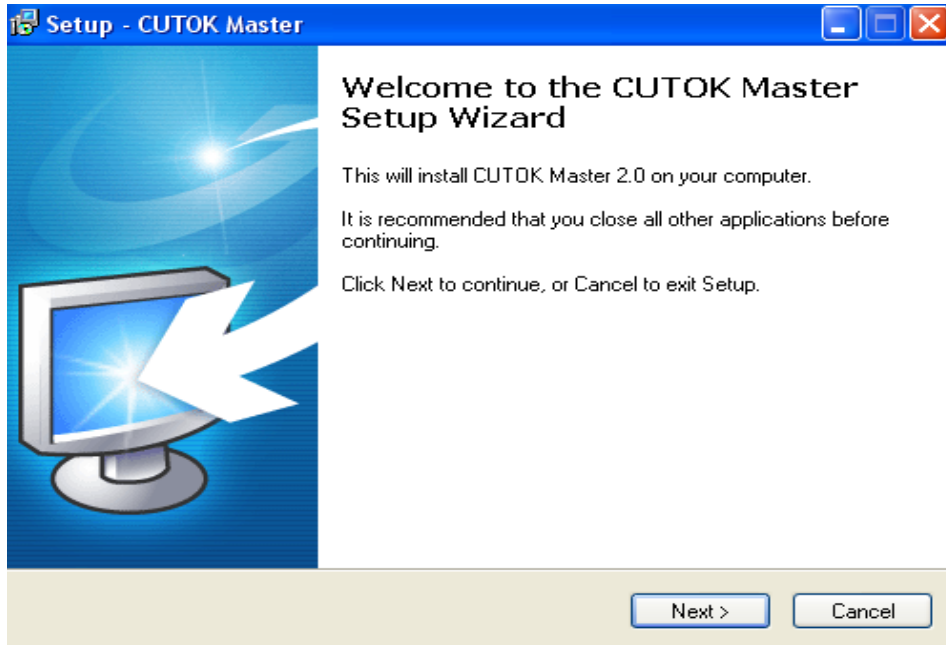 Setup - CUTOK Master
Welcome to the CUTOK Master
Setup Wizard
This will install CUTOK Master 2.0 on your computer.
It is recommended that you close all other applications before
continuing.
Click Next to continue, or Cancel to exit Setup.
Next >
Cancel